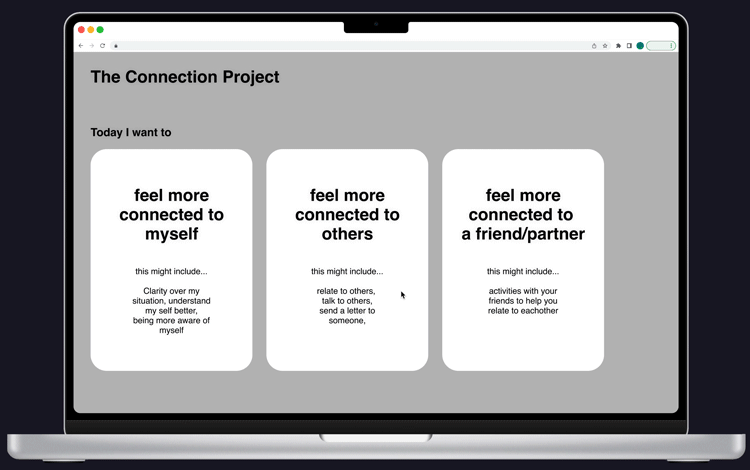 The Connection Project
Today I want to
feel more
connected to
myself
this might include...
Clarity over my
situation, understand
my self better,
being more aware of
myself
feel more
connected to
others
this might include...
relate to others,
talk to others,
send a letter to
someone,
feel more
connected to
a friend/partner
this might include...
activities with your
friends to help you
relate to eachother